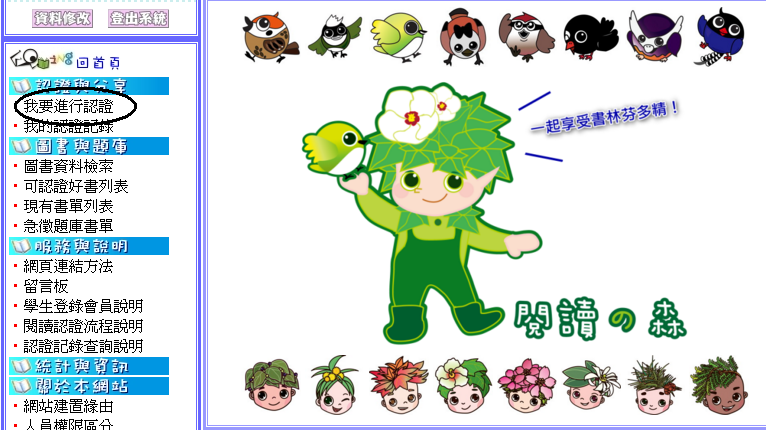 資料修改 登出系統
回首頁
認證與分享
我要進行認證
我的認證記錄
圖書與題庫
圖書資料檢索
可認證好書列表
現有書單列表
急徵題庫書單
服務與說明
網頁連結方法
留言板
學生登錄會員說明
閱讀認證流程說明
認證記錄查詢說明
統計與資訊
關於本網站
網站建置緣由
人員權限區分
一起享受書林芬多精！
閱讀の森